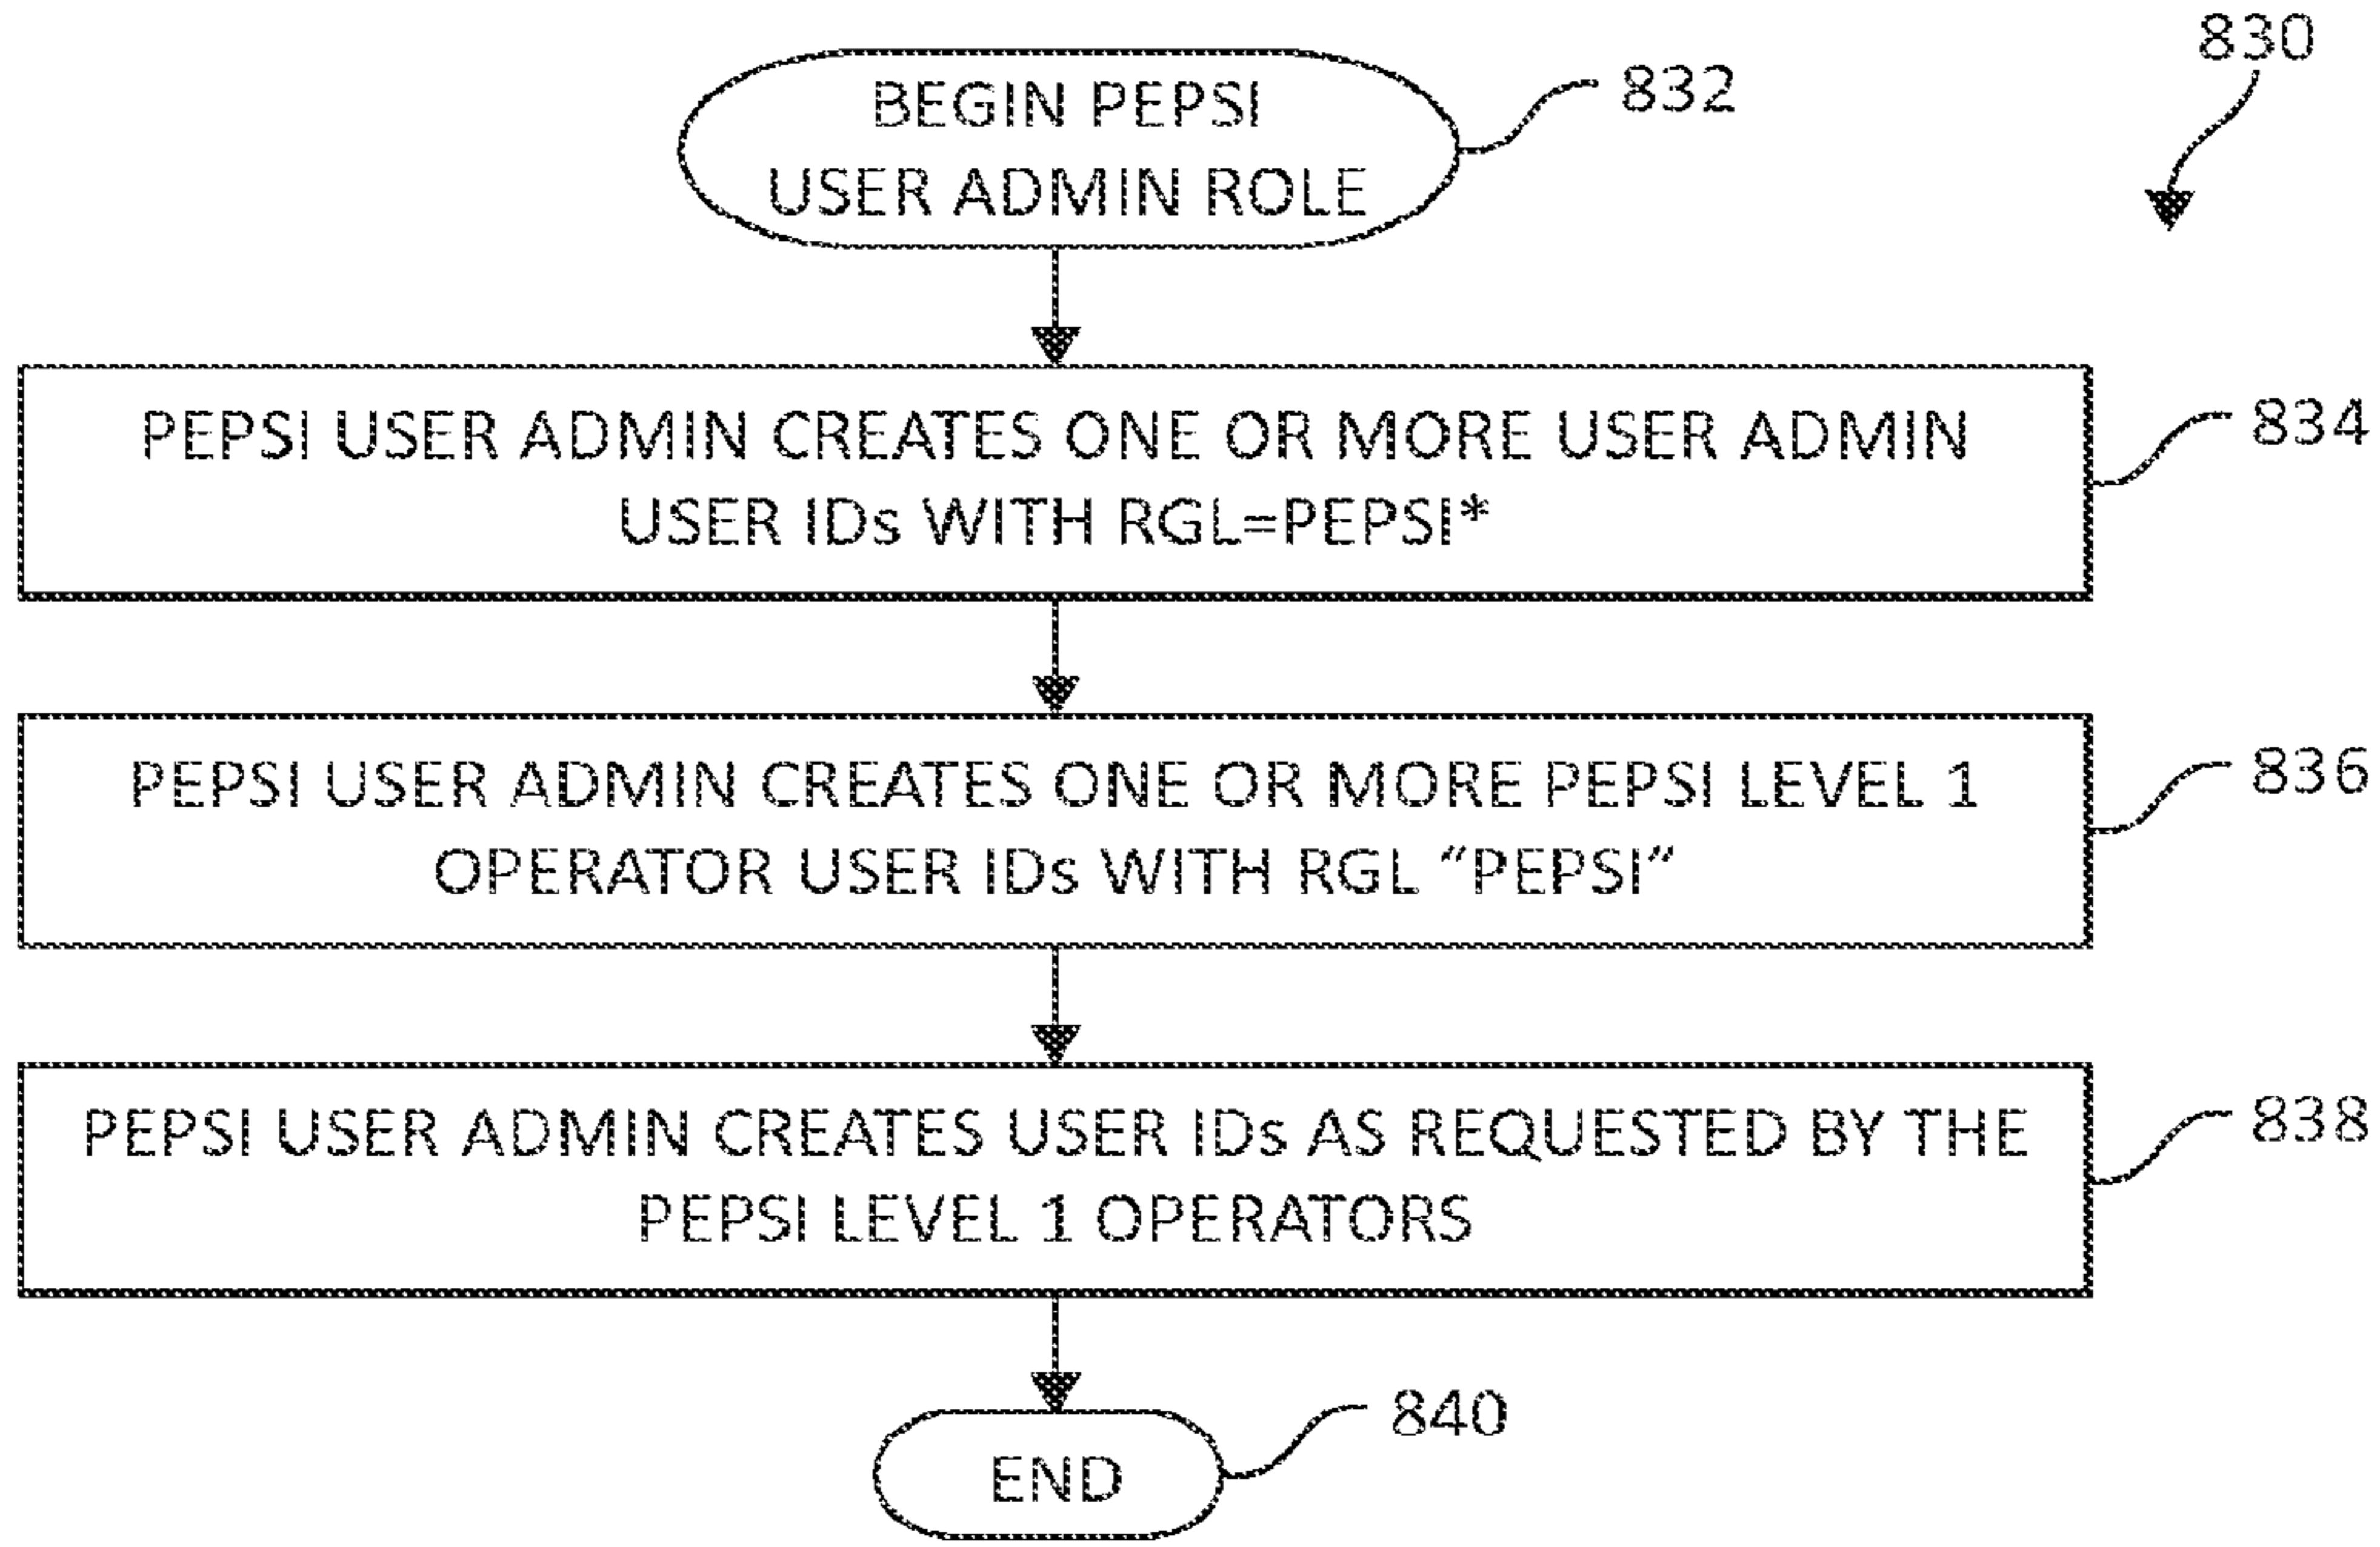 830
BEGIN PEPSI
USER ADMIN ROLE
832
PEPSI USER ADMIN CREATES ONE OR MORE USER ADMIN
USER IDs WITH RGL=PEPSI*
834
PEPSI USER ADMIN CREATES ONE OR MORE PEPSI LEVEL 1
OPERATOR USER IDs WITH RGL “PEPSI“
836
PEPSI USER ADMIN CREATES USER IDs AS REQUESTED BY THE
PEPSI LEVEL 1 OPERATORS
838
END
840